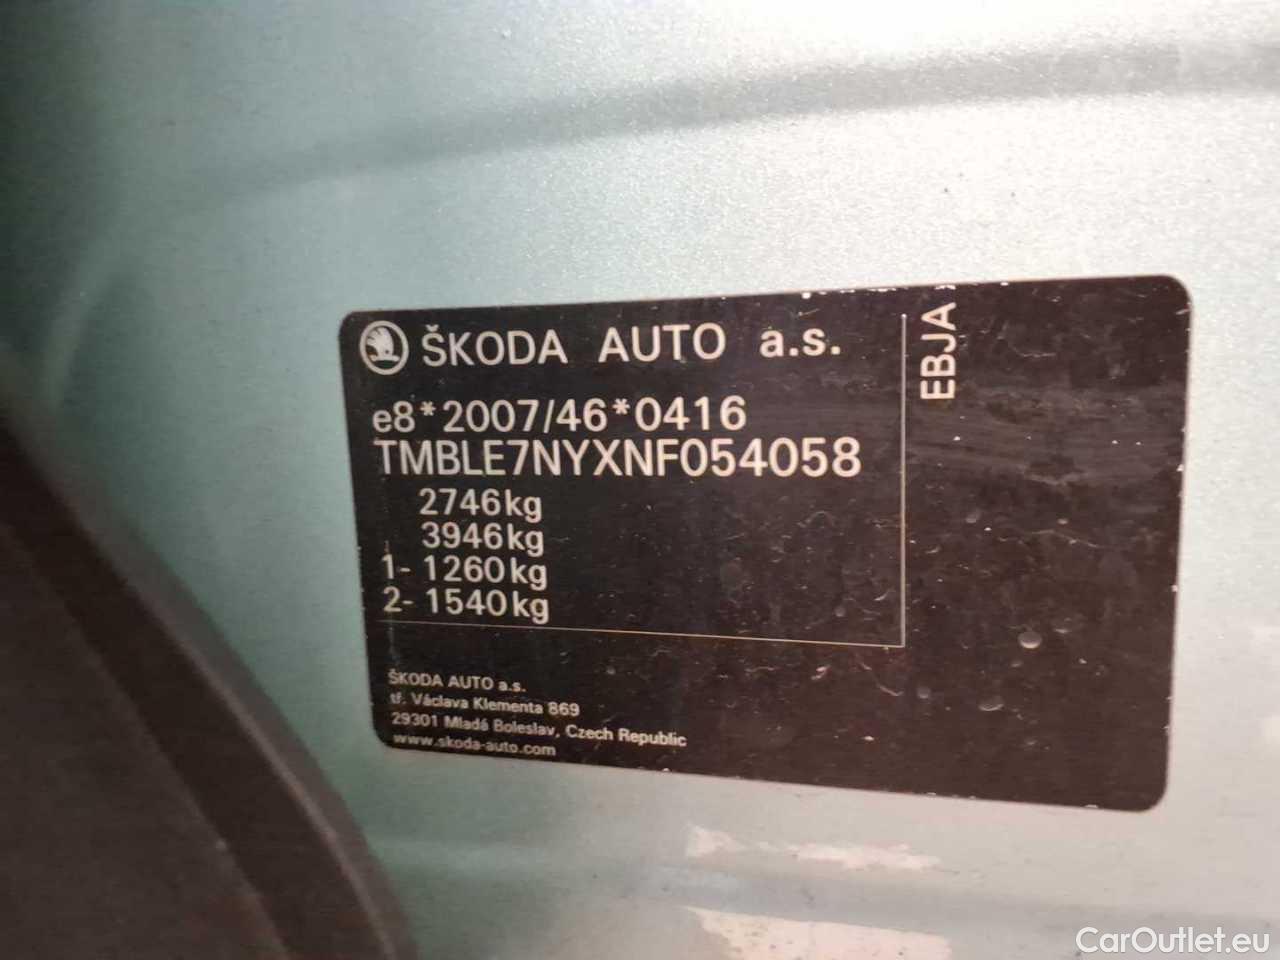 ŠKODA AUTO a.s.
EBJA
e8*2007/46*0416
TMBLE7NYXNF054058
2746kg
3946kg
1- 1260kg
2- 1540kg
ŠKODA AUTO a.s.
tř. Václava Klementa 869
29301 Mladá Boleslav, Czech Republic
www.skoda-auto.com
CarOutlet.eu